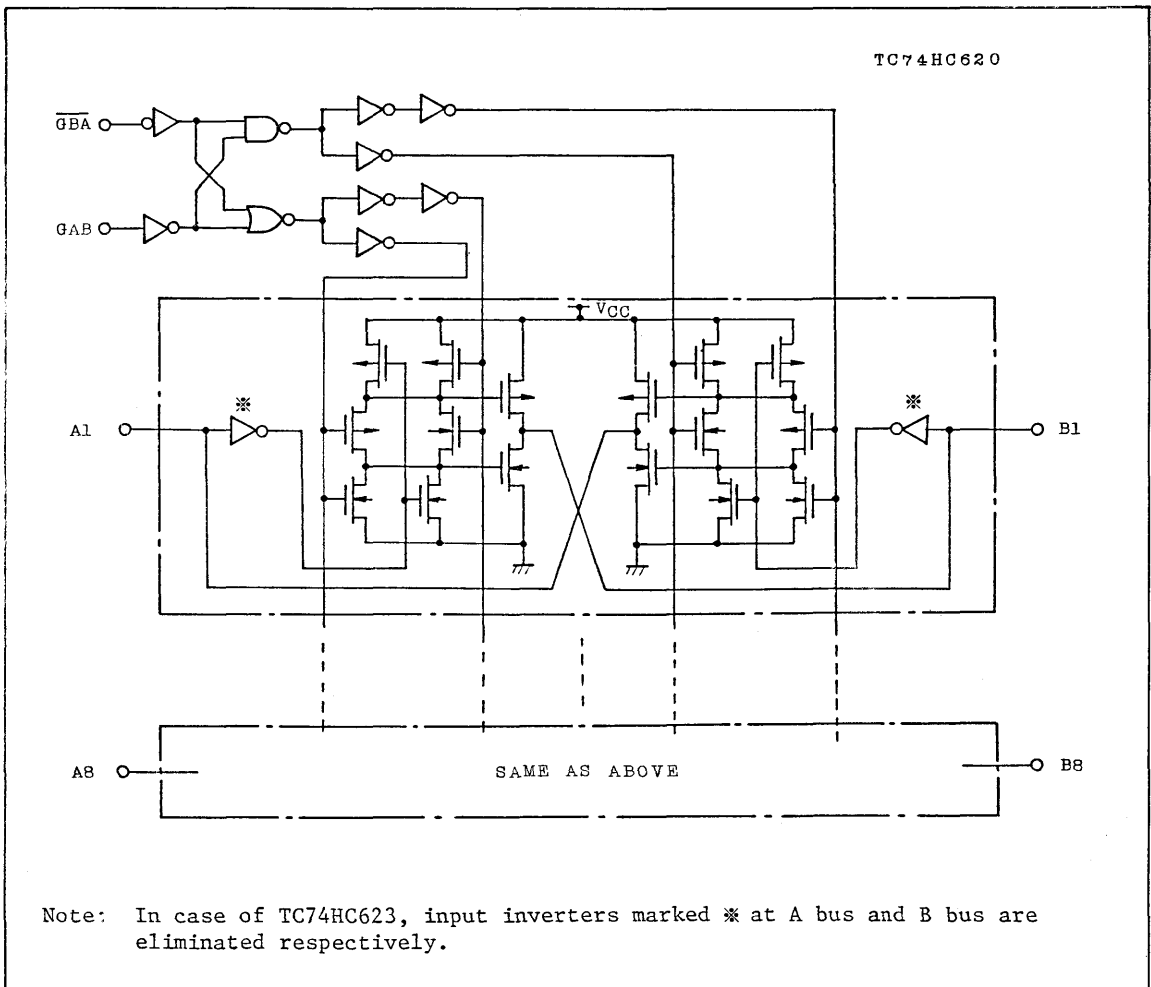 TC74HC620
GBA
GAB
VCC
※
※
A1
B1
A8
SAME AS ABOVE
B8
Note: In case of TC74HC623, input inverters marked ※ at A bus and B bus are
eliminated respectively.